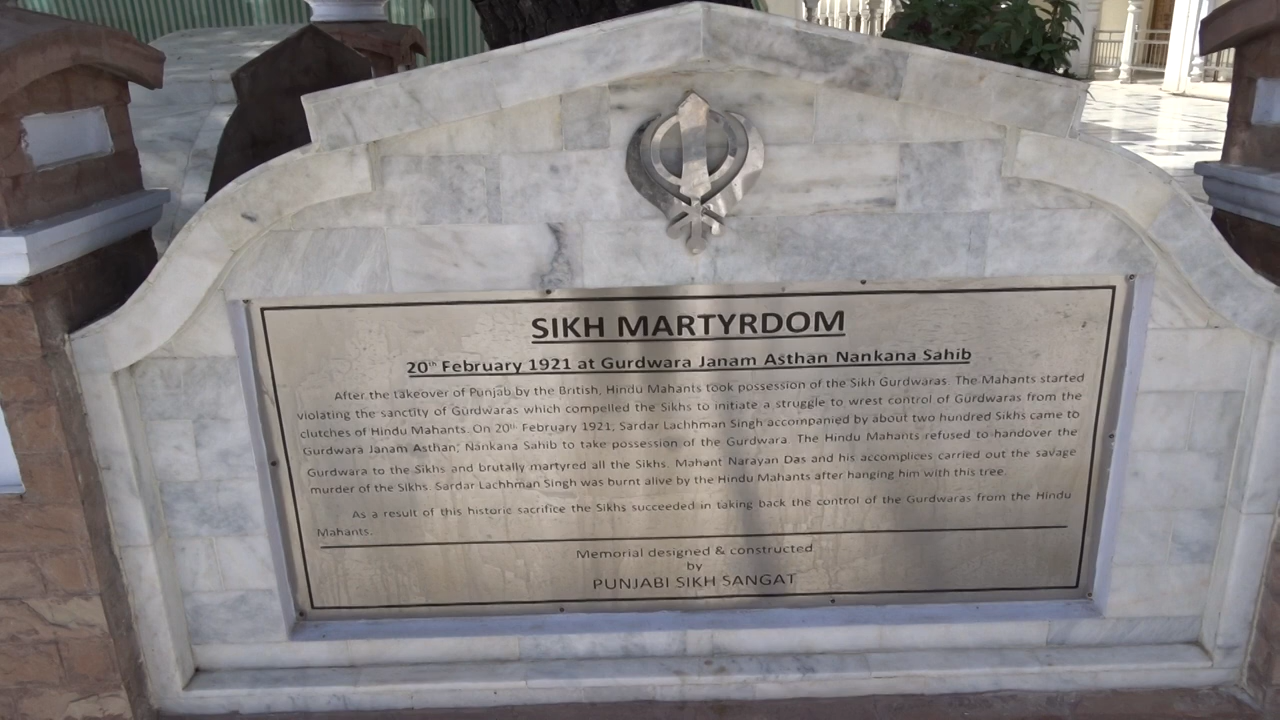 SIKH MARTYRDOM
20th February 1921 at Gurdwara Janam Asthan Nankana Sahib
After the takeover of Punjab by the British, Hindu Mahants took possession of the Sikh Gurdwaras. The Mahants started
violating the sanctity of Gurdwaras which compelled the Sikhs to initiate a struggle to wrest control of Gurdwaras from the
clutches of Hindu Mahants. On 20th February 1921, Sardar Lachhman Singh accompanied by about two hundred Sikhs came to
Gurdwara Janam Asthan, Nankana Sahib to take possession of the Gurdwara. The Hindu Mahants refused to handover the
Gurdwara to the Sikhs and brutally martyred all the Sikhs. Mahant Narayan Das and his accomplices carried out the savage
murder of the Sikhs. Sardar Lachhman Singh was burnt alive by the Hindu Mahants after hanging him with this tree.
As a result of this historic sacrifice the Sikhs succeeded in taking back the control of the Gurdwaras from the Hindu
Mahants.
Memorial designed & constructed
by
PUNJABI SIKH SANGAT